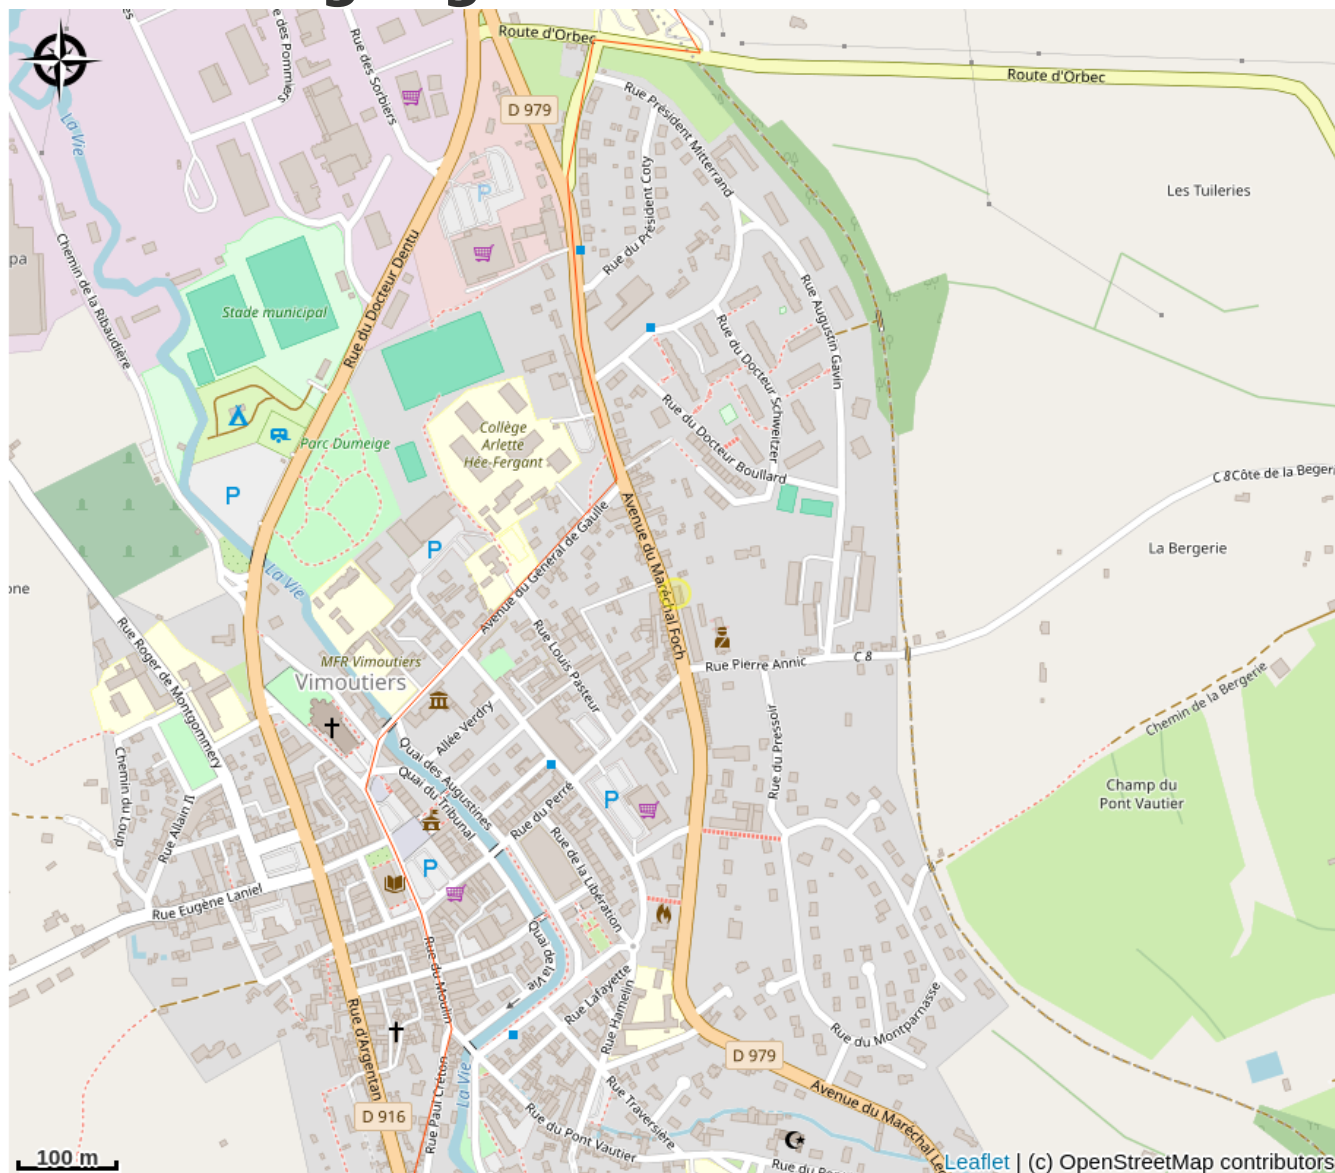 Route d'Orbec
Route d'Orbec
Rue des Sorbiers
D 979
La Vie
Rue Président Mitterrand
Rue du Président Coty
Les Tuileries
Chemin de la Ribaudière
Rue du Docteur Dentu
Stade municipal
Rue Augustin Gavin
Rue du Docteur Schweitzer
Parc Dumeige
Collège
Arlette
Hée-Fergant
Rue du Docteur Boullard
C 8
Côte de la Bergeri
P
Avenue du Maréchal Foch
Avenue du Général de Gaulle
P
La Bergerie
La Vie
Rue Roger de Montgommery
Rue Louis Pasteur
MFR Vimoutiers
Vimoutiers
Rue Pierre Annic
C 8
Chemin de la Bergerie
Allée Verdry
Rue du Pressoir
Quai des Augustines
Quai du Tribunal
Chemin du Loup
Rue Allain II
Rue du Perré
P
Champ du
Pont Vautier
Rue de la Libération
P
Rue Eugène Laniel
Rue du Moulin
Quai de la Vie
Rue Lafayette
Rue Hamelin
Rue du Montparnasse
Rue d'Argentan
D 979
Rue Paul Créton
La Vie
D 916
Rue Traversière
Rue du Pont Vautier
Avenue du Maréchal Lec
100 m
Leaflet | (c) OpenStreetMap contributors